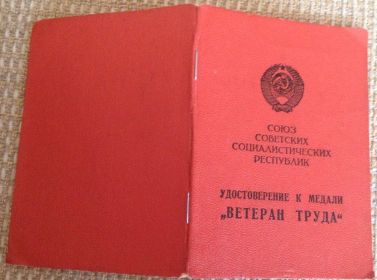 СОЮЗ
СОВЕТСКИХ
СОЦИАЛИСТИЧЕСКИХ
РЕСПУБЛИК
УДОСТОВЕРЕНИЕ К МЕДАЛИ
„ВЕТЕРАН ТРУДА“